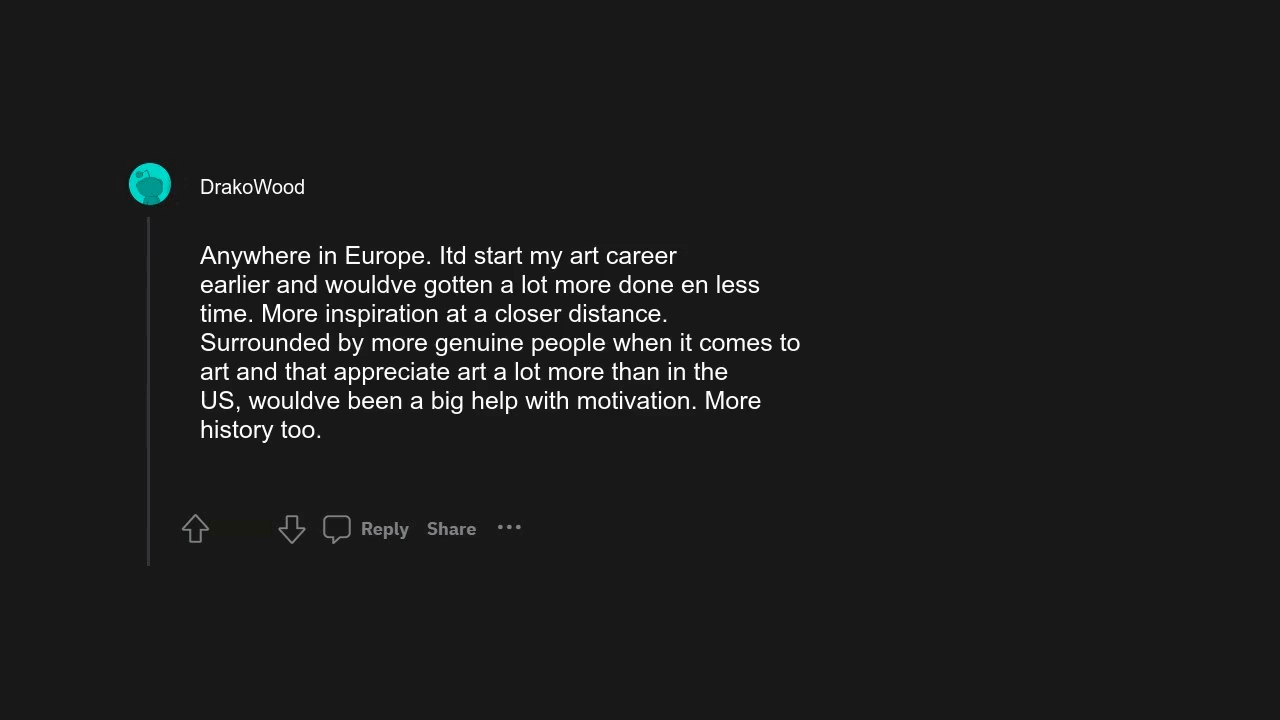 DrakoWood
Anywhere in Europe. Itd start my art career
earlier and wouldve gotten a lot more done en less
time. More inspiration at a closer distance.
Surrounded by more genuine people when it comes to
art and that appreciate art a lot more than in the
US, wouldve been a big help with motivation. More
history too.
Reply Share